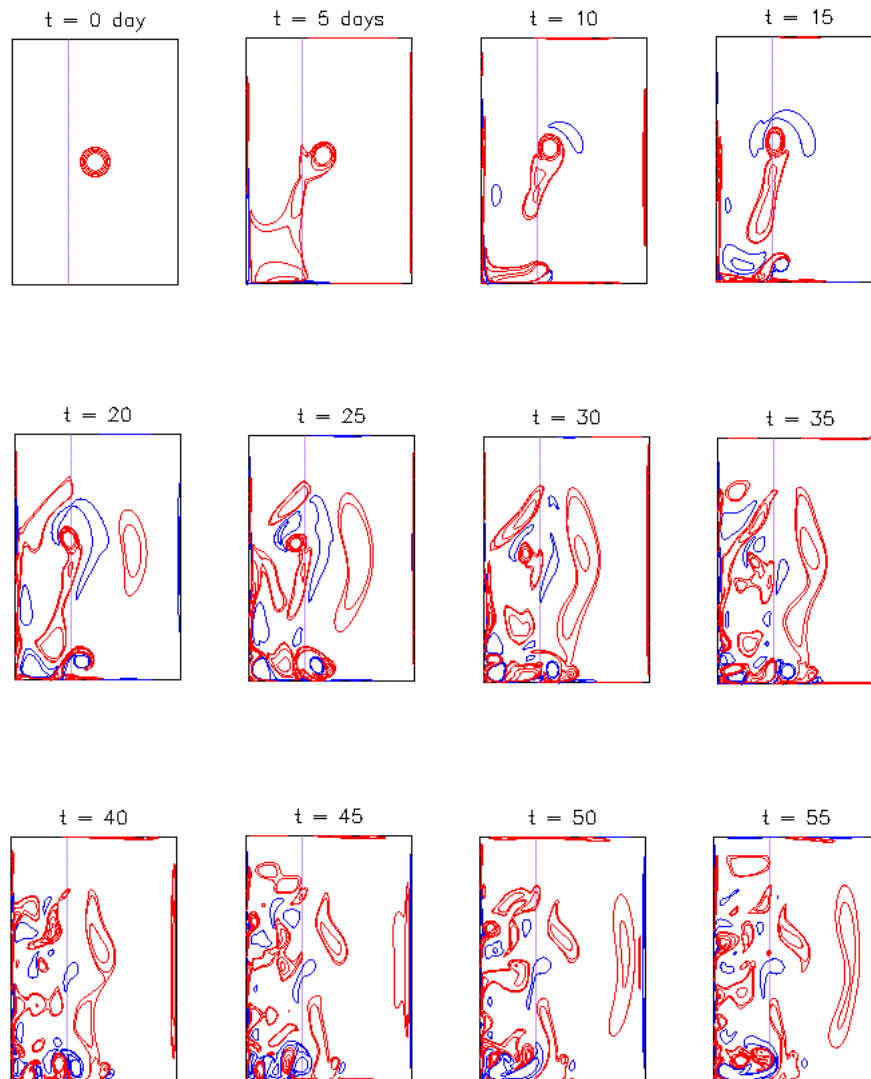 t = 0 day
t = 5 days
t = 10
t = 15
t = 20
t = 25
t = 30
t = 35
t = 40
t = 45
t = 50
t = 55